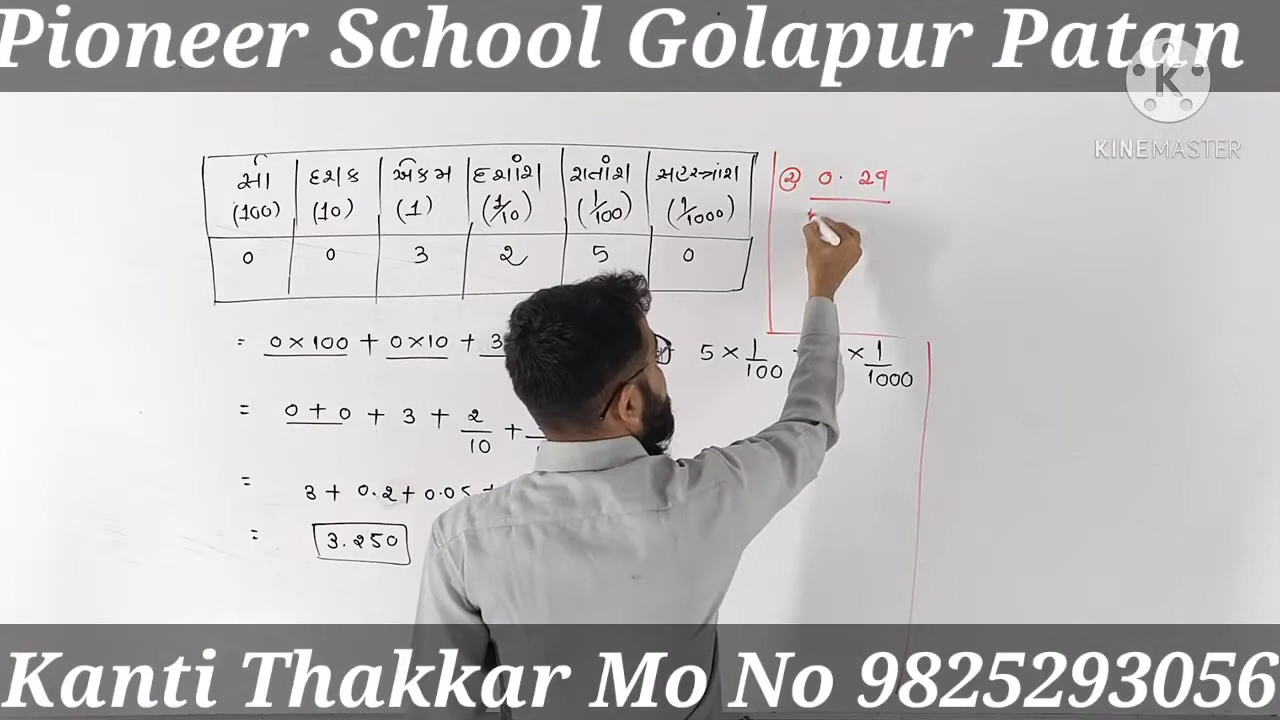 Pioneer School Golapur Patan
K
KINEMASTER
સો | દશક | એકમ | દશાંશ | શતાંશ | સહસ્ત્રાંશ
(100) | (10) | (1) | (1/10) | (1/100) | (1/1000)
0 | 0 | 3 | 2 | 5 | 0
② 0.29
= 0 × 100 + 0 × 10 + 3 5 × 1/100 × 1/1000
= 0 + 0 + 3 + 2/10 +
= 3 + 0.2 + 0.05 +
= 3.250
Kanti Thakkar Mo No 9825293056